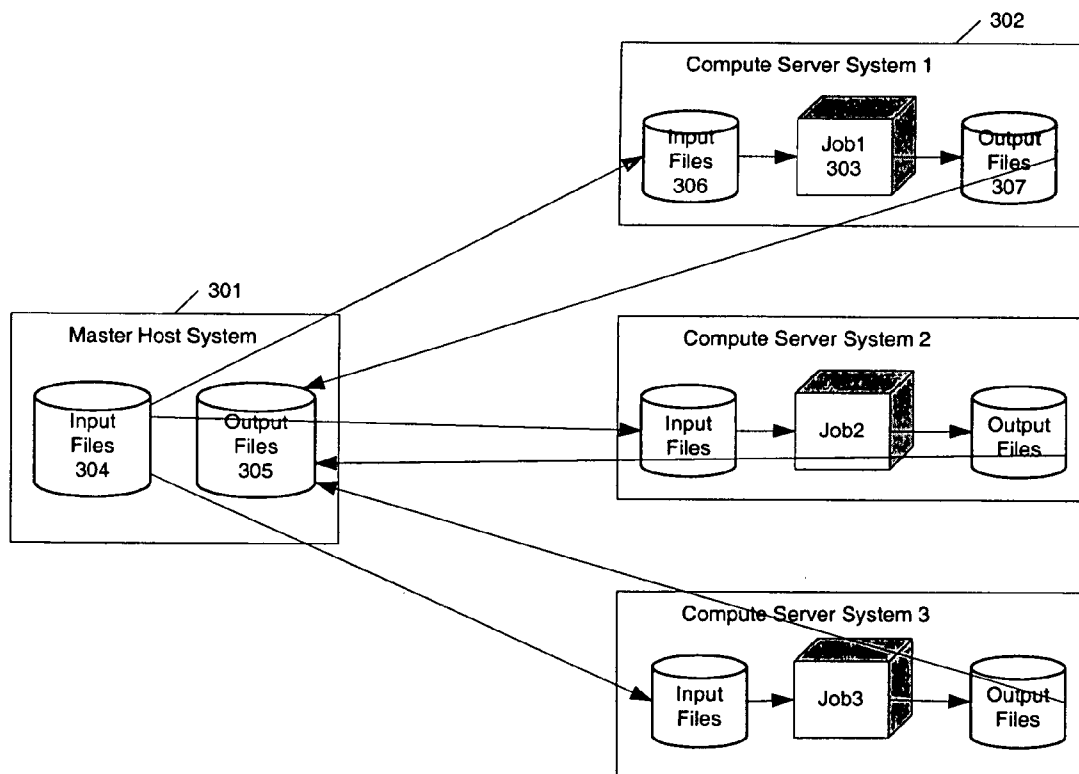 302
Compute Server System 1
Input
Files
306
Job1
303
Output
Files
307
301
Master Host System
Input
Files
304
Output
Files
305
Compute Server System 2
Input
Files
Job2
Output
Files
Compute Server System 3
Input
Files
Job3
Output
Files